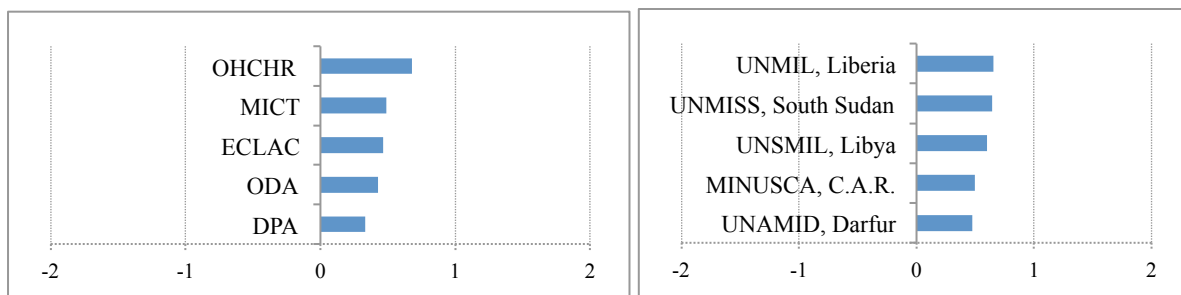 OHCHR
MICT
ECLAC
ODA
DPA
-2 -1 0 1 2
UNMIL, Liberia
UNMISS, South Sudan
UNSMIL, Libya
MINUSCA, C.A.R.
UNAMID, Darfur
-2 -1 0 1 2